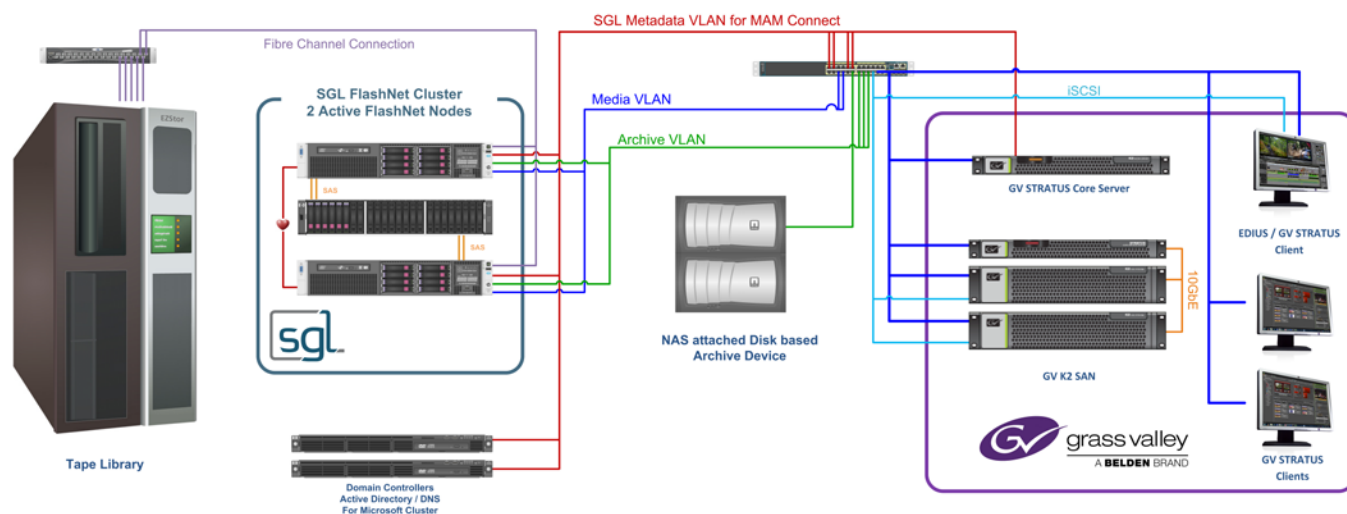 SGL Metadata VLAN for MAM Connect
Fibre Channel Connection
SGL FlashNet Cluster
2 Active FlashNet Nodes
Media VLAN
iSCSI
EZStor
Archive VLAN
SAS
GV STRATUS Core Server
EDIUS / GV STRATUS
Client
SAS
10GbE
sgl
NAS attached Disk based
Archive Device
GV K2 SAN
GV
grass valley
A BELDEN BRAND
Tape Library
GV STRATUS
Clients
Domain Controllers
Active Directory / DNS
For Microsoft Cluster